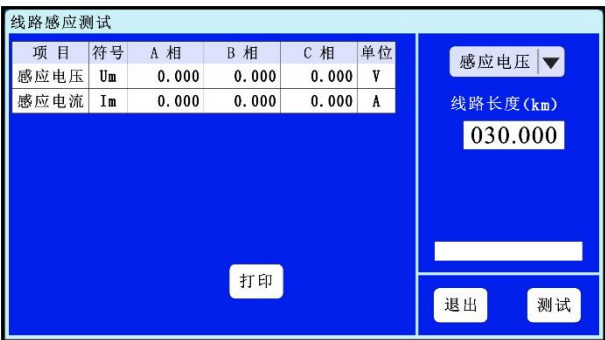 线路感应测试
项 目 符号 A 相 B 相 C 相 单位
感应电压 Um 0.000 0.000 0.000 V
感应电流 Im 0.000 0.000 0.000 A
感应电压
线路长度(km)
030.000
打印
退出 测试